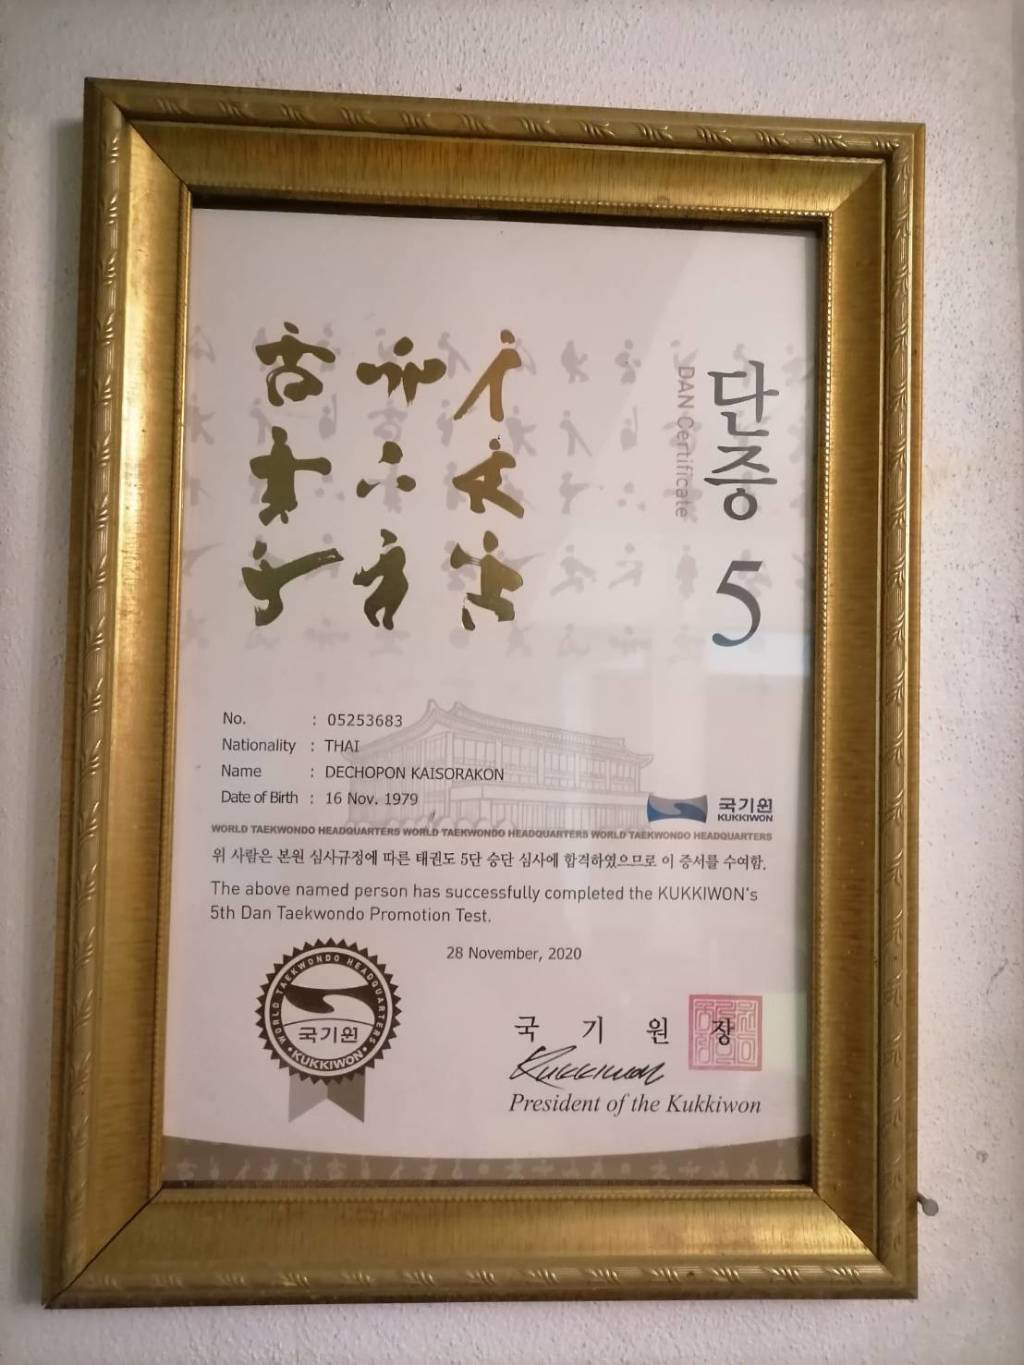 단증 5
DAN Certificate
No. : 05253683
Nationality : THAI
Name : DECHOPON KAISORAKON
Date of Birth : 16 Nov. 1979
국기원
KUKKIWON
WORLD TAEKWONDO HEADQUARTERS WORLD TAEKWONDO HEADQUARTERS WORLD TAEKWONDO HEADQUARTERS
위 사람은 본원 심사규정에 따른 태권도 5단 승단 심사에 합격하였으므로 이 증서를 수여함.
The above named person has successfully completed the KUKKIWON's
5th Dan Taekwondo Promotion Test.
28 November, 2020
WORLD TAEKWONDO HEADQUARTERS
국기원
KUKKIWON
국 기 원 장
Kukkiwon
President of the Kukkiwon